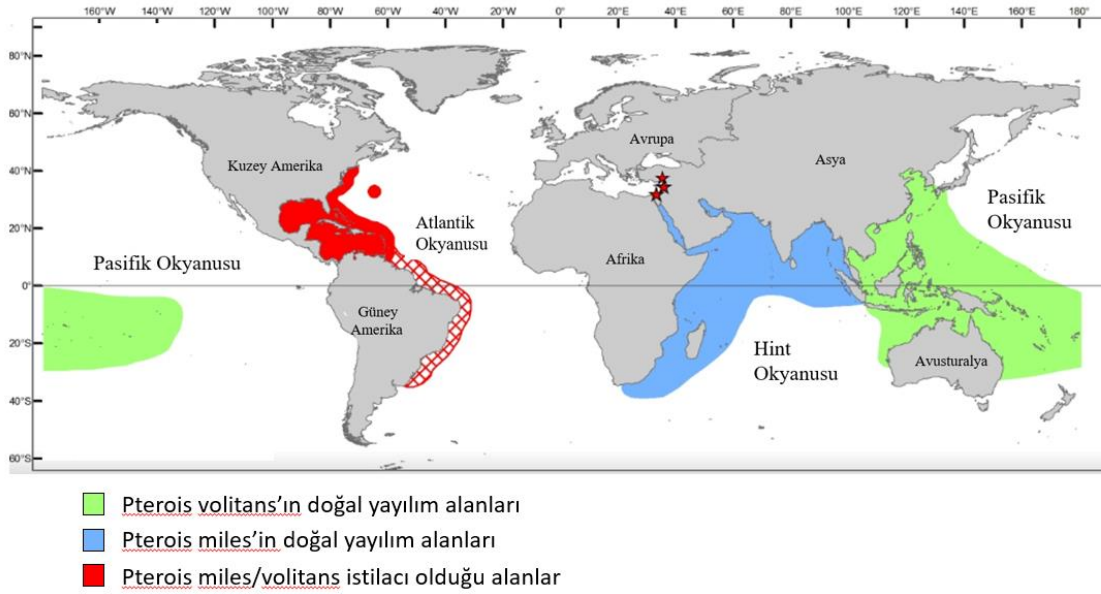 160°W 120°W 80°W 60°W 40°W 20°W 0° 20°E 40°E 60°E 80°E 100°E 120°E 140°E 160°E 180°
80°N
60°N
Avrupa
Kuzey Amerika
Asya
40°N
Pasifik
Okyanusu
Atlantik
Okyanusu
20°N
Pasifik Okyanusu
Afrika
0°
Güney
Amerika
Hint
Okyanusu
Avusturalya
20°S
40°S
60°S
Pterois volitans’ın doğal yayılım alanları
Pterois miles’in doğal yayılım alanları
Pterois miles/volitans istilacı olduğu alanlar